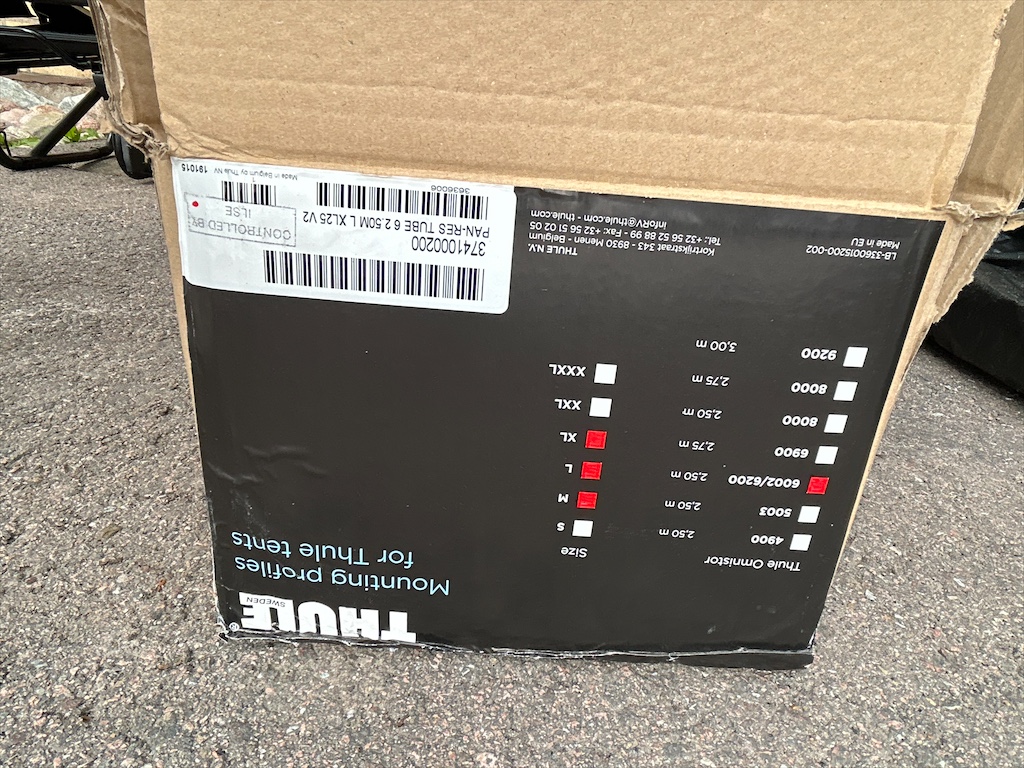 THULE®
SWEDEN
Mounting profiles
for Thule tents
Thule Omnistor
Size
4900 2,50 m S
5003 2,50 m M
6002/6200 2,50 m L
6900 2,75 m XL
8000 2,50 m XXL
8000 2,75 m XXXL
9200 3,00 m
THULE N.V.
Kortrijkstraat 343 - 8930 Menen - Belgium
Tel.+32 56 52 88 99 - Fax: +32 56 51 02 05
infoRV@thule.com - thule.com
LB-3360015200-002
Made in EU
3741000200
PAN-RES TUBE 6 2.50M L XL25 V2
3636006
CONTROLLED BY:
ILSE
1
Made in Belgium by Thule NV
191015